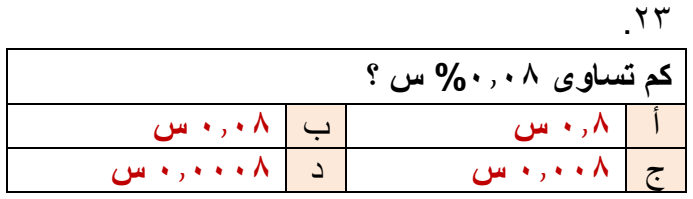 ٢٣.
كم تساوى ٠,٠٨% س ؟
أ ٠,٨ س ب ٠,٠٨ س
ج ٠,٠٠٨ س د ٠,٠٠٠٨ س